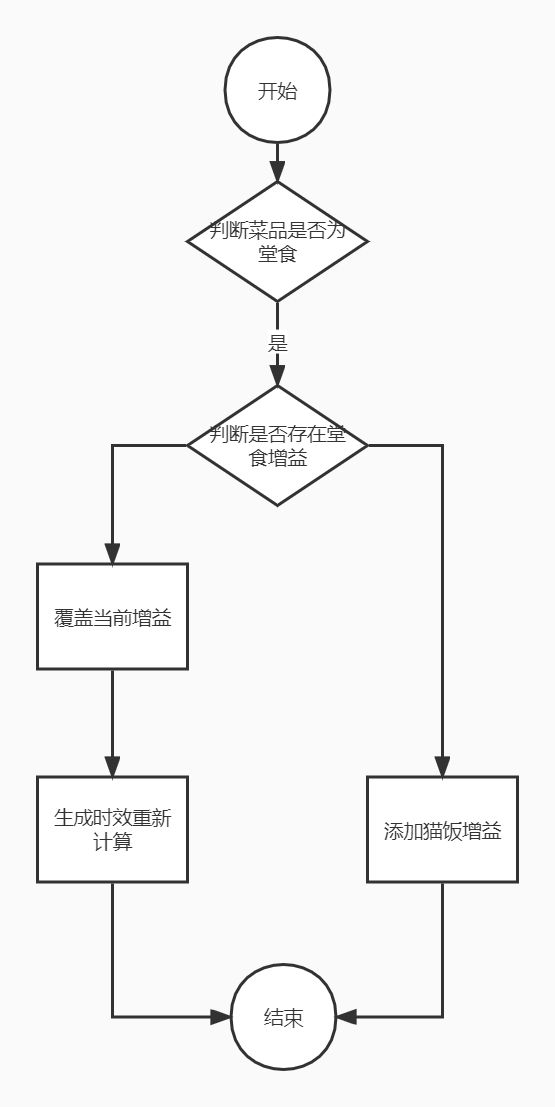 开始
判断菜品是否为
堂食
是
判断是否存在堂
食增益
覆盖当前增益
生成时效重新
计算
添加猫饭增益
结束